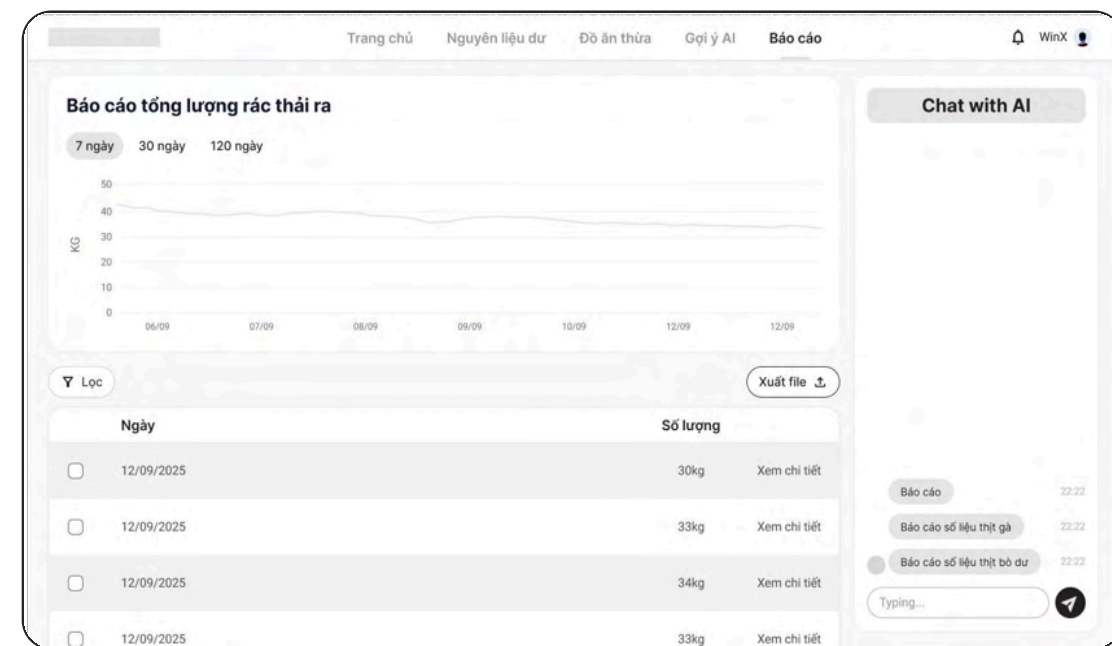 Trang chủ Nguyên liệu dư Đồ ăn thừa Gợi ý AI Báo cáo WinX
Báo cáo tổng lượng rác thải ra
7 ngày 30 ngày 120 ngày
50
40
30
20
10
0
KG
06/09 07/09 08/09 09/09 10/09 12/09 12/09
Lọc Xuất file
Ngày Số lượng
12/09/2025 30kg Xem chi tiết
12/09/2025 33kg Xem chi tiết
12/09/2025 34kg Xem chi tiết
12/09/2025 33kg Xem chi tiết
Chat with AI
Báo cáo 22:22
Báo cáo số liệu thịt gà 22:22
Báo cáo số liệu thịt bò dư 22:22
Typing...